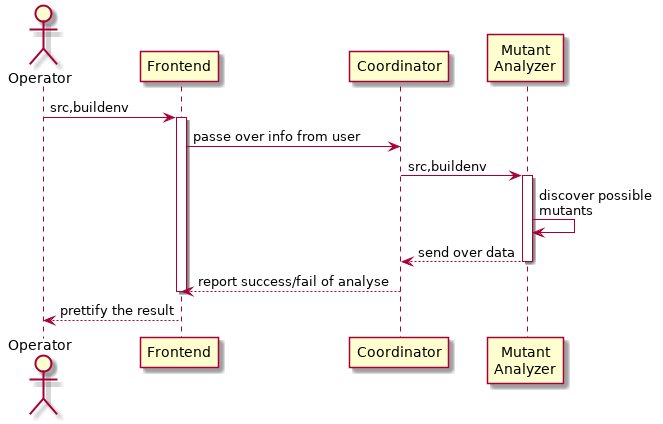 Operator
Frontend
Coordinator
Mutant
Analyzer
src,buildenv
passe over info from user
src,buildenv
discover possible
mutants
send over data
report success/fail of analyse
prettify the result
Operator
Frontend
Coordinator
Mutant
Analyzer